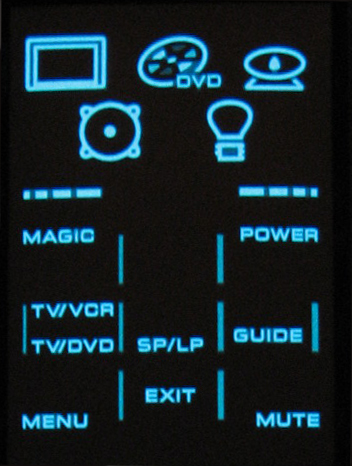 DVD
MAGIC
POWER
TV/VCR
TV/DVD
SP/LP
GUIDE
EXIT
MENU
MUTE